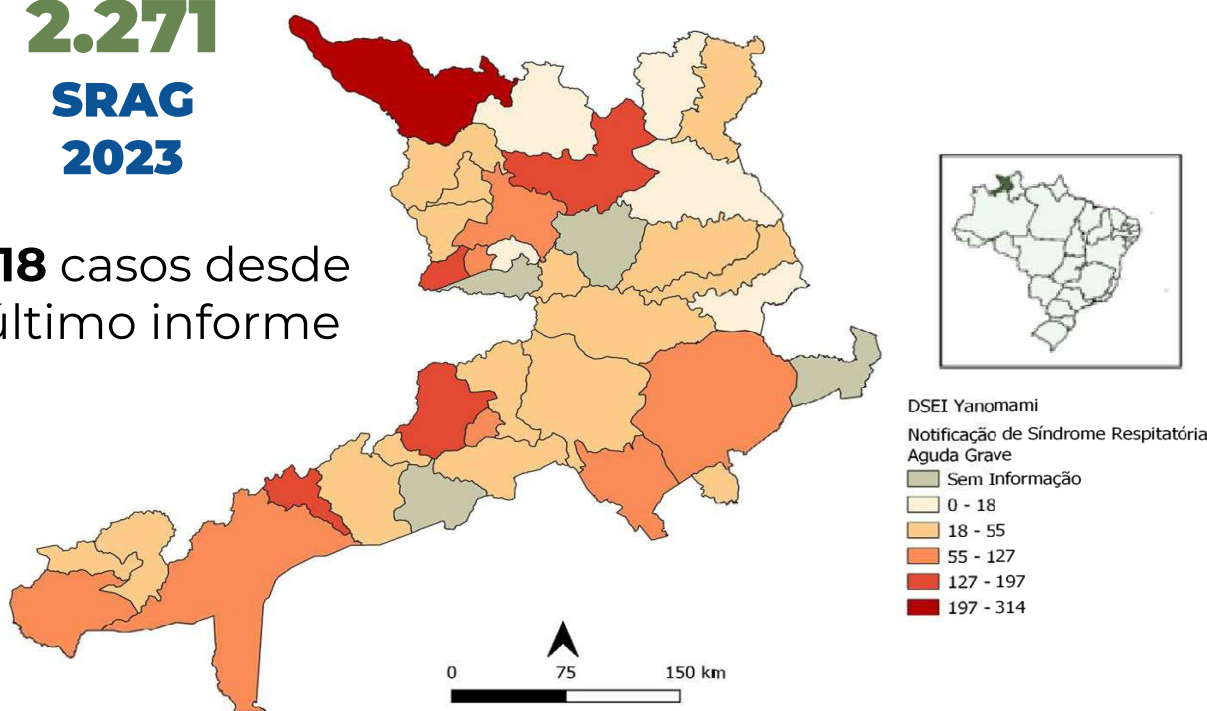 2.271
SRAG
2023
18 casos desde
último informe
DSEI Yanomami
Notificação de Síndrome Respitatória
Aguda Grave
Sem Informação
0 - 18
18 - 55
55 - 127
127 - 197
197 - 314
0 75 150 km